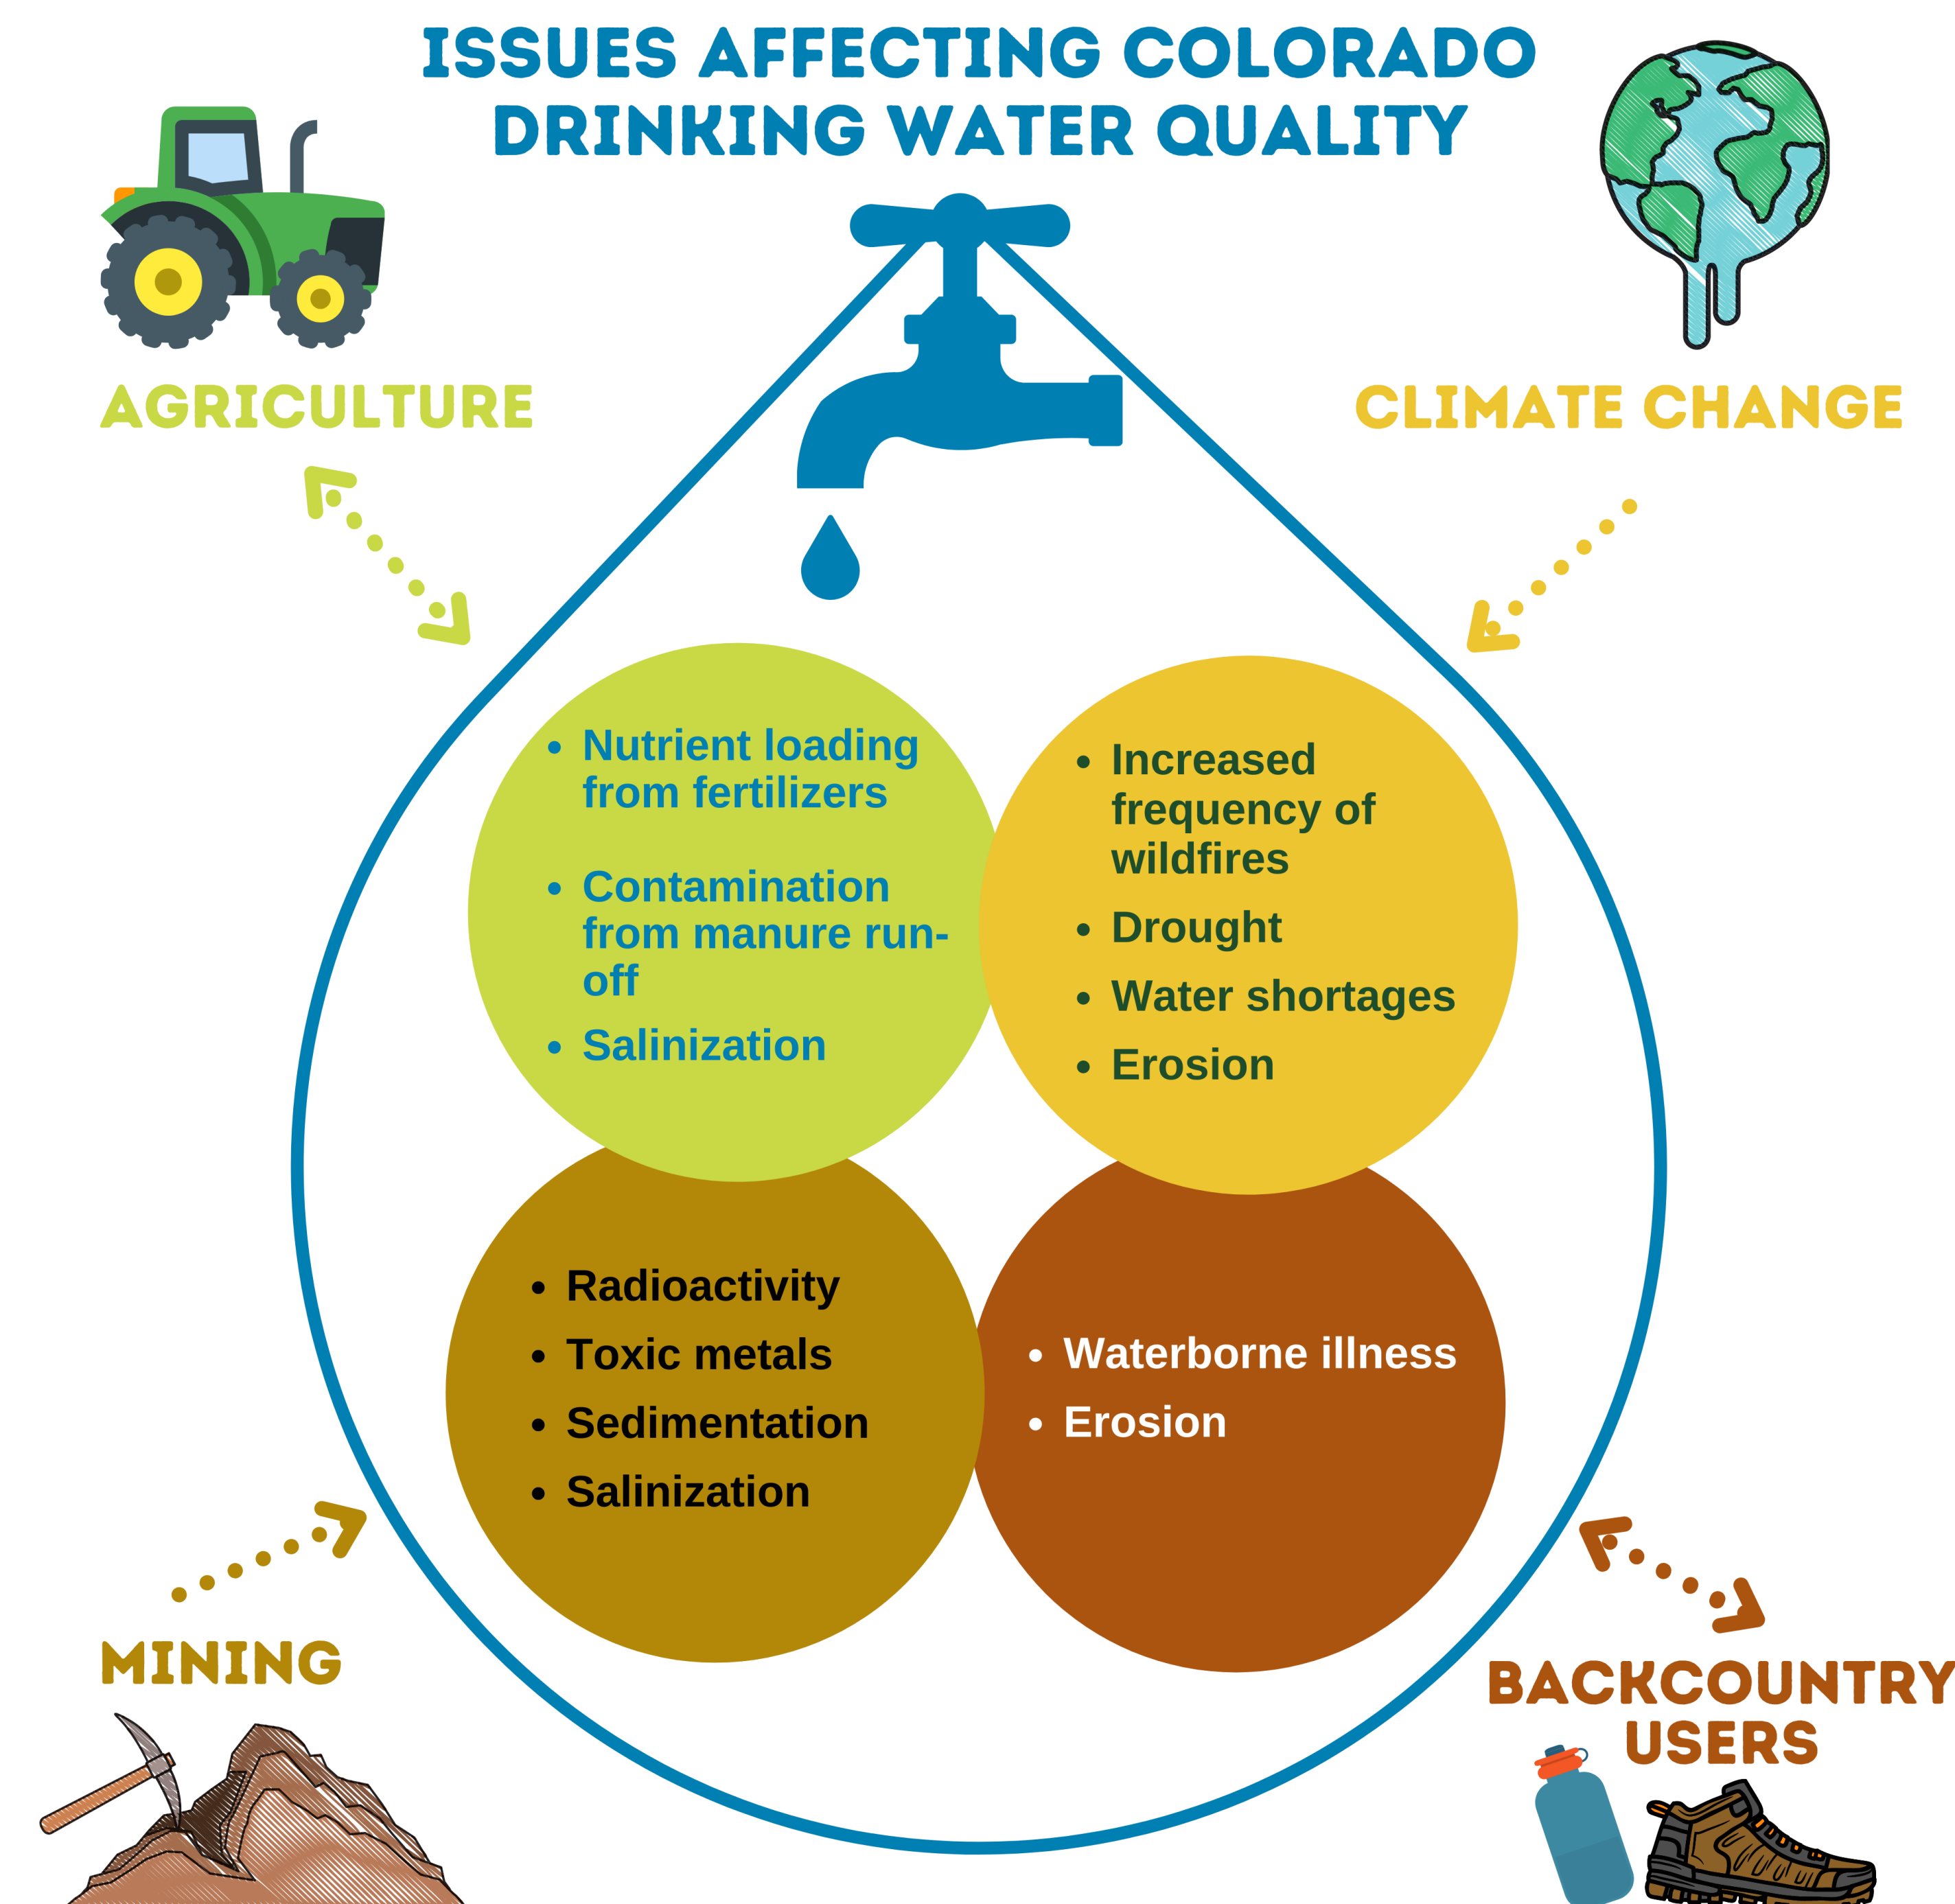 ISSUES AFFECTING COLORADO
DRINKING WATER QUALITY
AGRICULTURE
CLIMATE CHANGE
• Nutrient loading
from fertilizers
• Contamination
from manure run-
off
• Salinization
• Increased
frequency of
wildfires
• Drought
• Water shortages
• Erosion
• Radioactivity
• Toxic metals
• Sedimentation
• Salinization
• Waterborne illness
• Erosion
MINING
BACKCOUNTRY
USERS